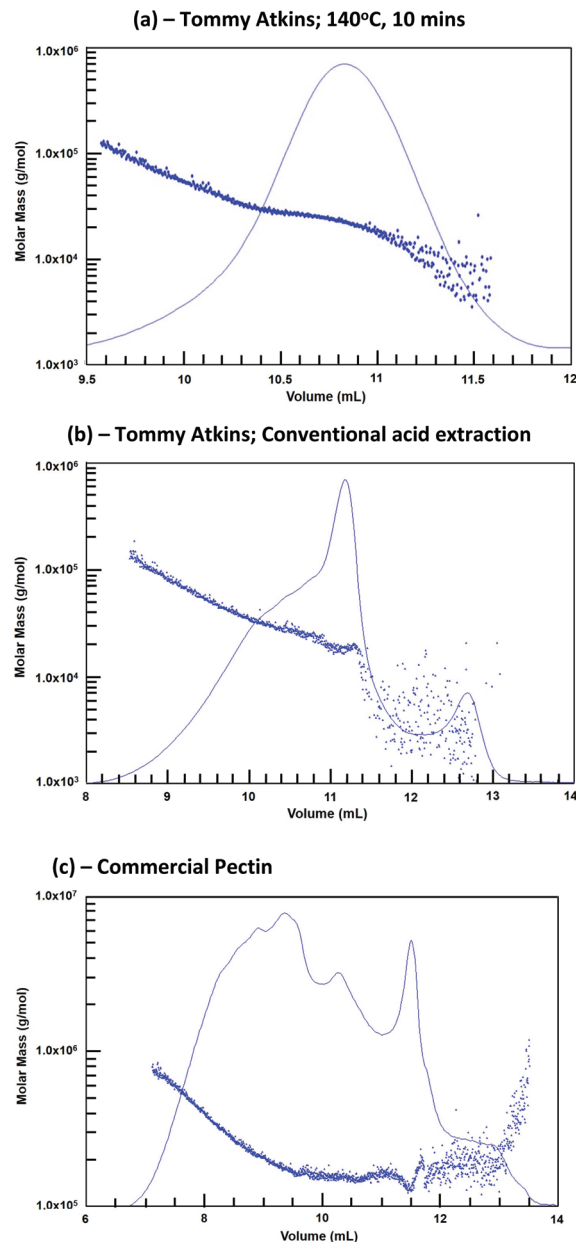 (a) – Tommy Atkins; 140ºC, 10 mins
1.0x10⁶
1.0x10⁵
1.0x10⁴
1.0x10³
Molar Mass (g/mol)
9.5 10 10.5 11 11.5 12
Volume (mL)
(b) – Tommy Atkins; Conventional acid extraction
1.0x10⁶
1.0x10⁵
1.0x10⁴
1.0x10³
Molar Mass (g/mol)
8 9 10 11 12 13 14
Volume (mL)
(c) – Commercial Pectin
1.0x10⁷
1.0x10⁶
1.0x10⁵
Molar Mass (g/mol)
6 8 10 12 14
Volume (mL)